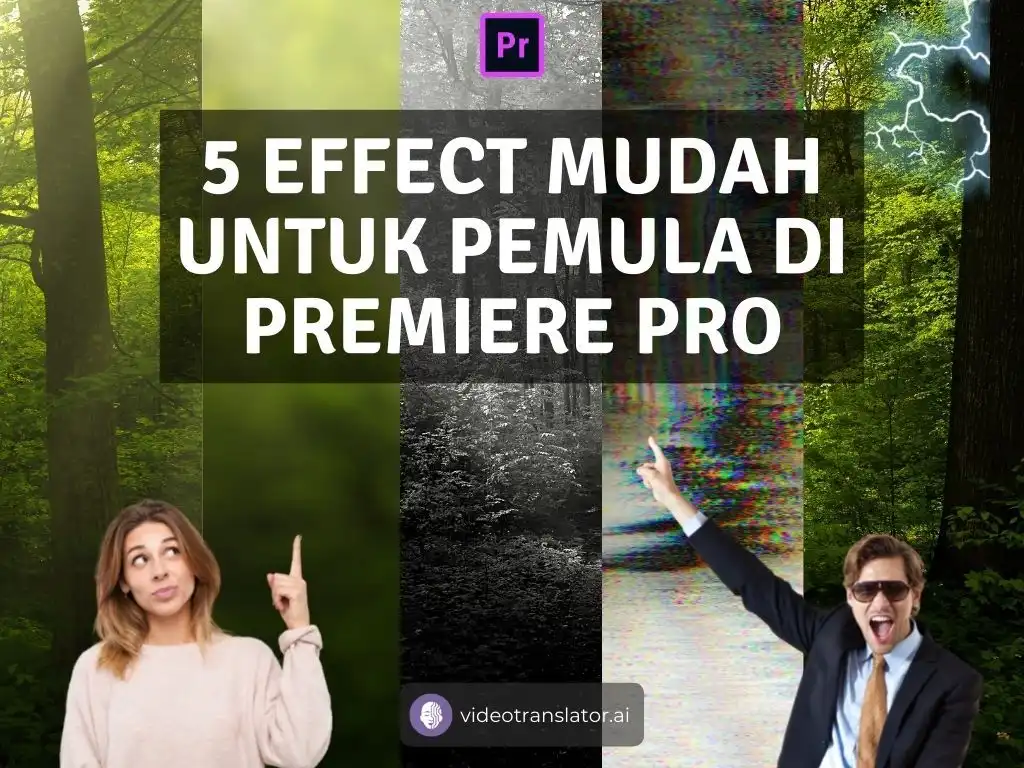 Pr
5 EFFECT MUDAH
UNTUK PEMULA DI
PREMIERE PRO
videotranslator.ai